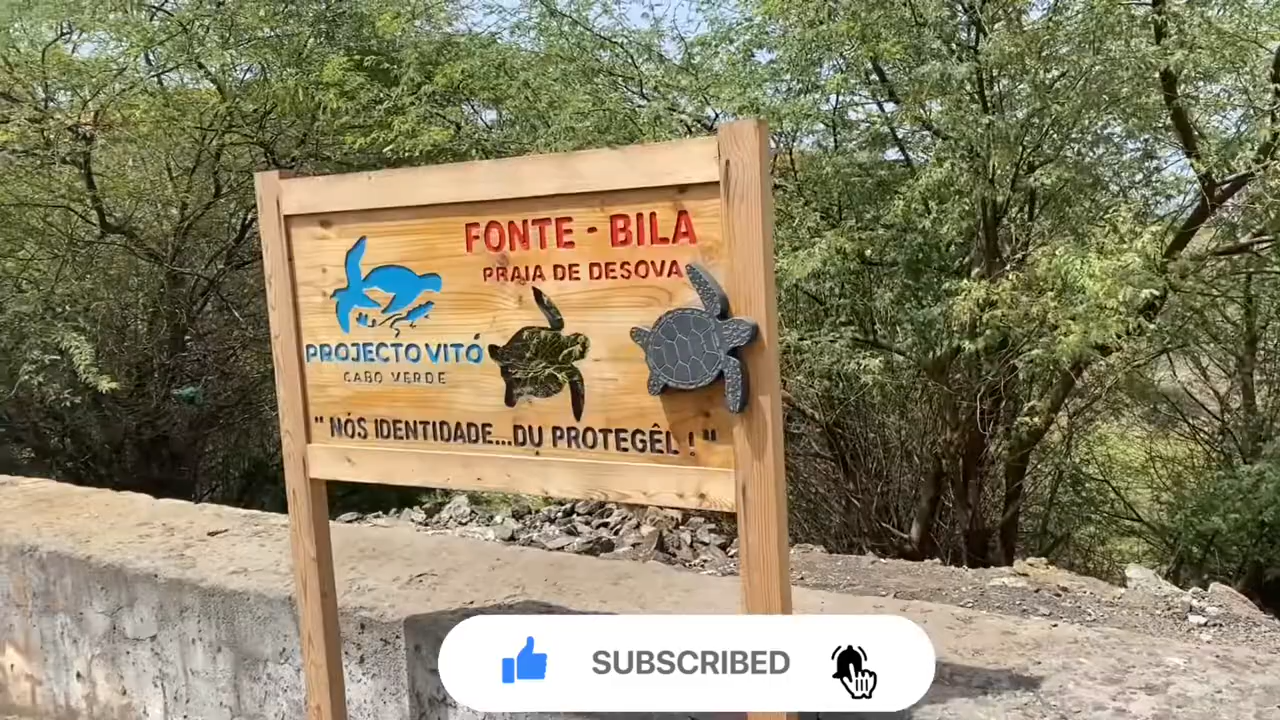 FONTE - BILA
PRAIA DE DESOVA
PROJECTO VITÓ
CABO VERDE
" NÓS IDENTIDADE...DU PROTEGÊL ! "
SUBSCRIBED